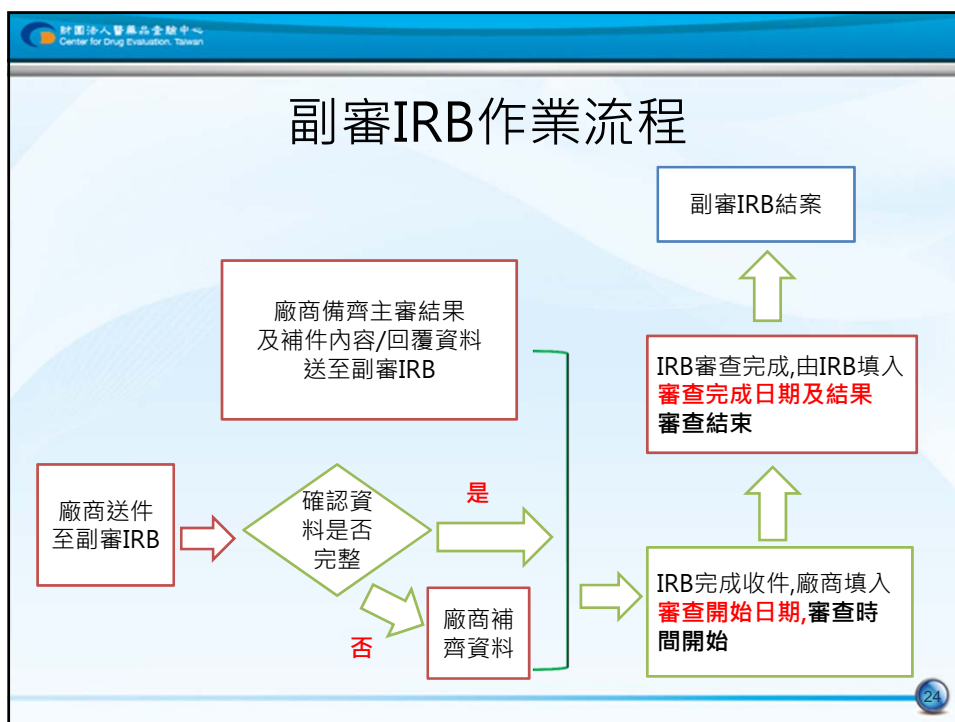 財團法人醫藥品查驗中心
Center for Drug Evaluation, Taiwan
副審IRB作業流程
副審IRB結案
廠商備齊主審結果
及補件內容/回覆資料
送至副審IRB
IRB審查完成,由IRB填入
審查完成日期及結果
審查結束
廠商送件
至副審IRB
確認資
料是否
完整
是
否
廠商補
齊資料
IRB完成收件,廠商填入
審查開始日期,審查時
間開始
24